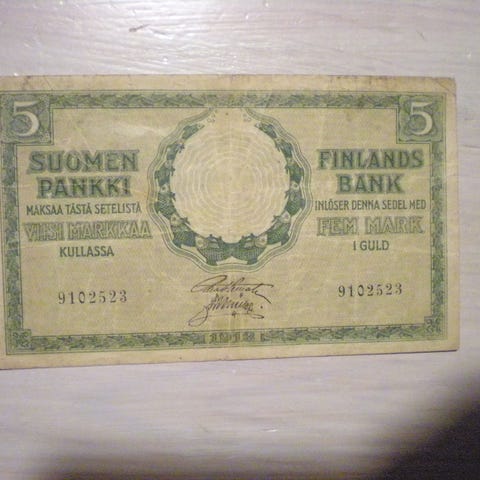 5 5
SUOMEN
PANKKI
MAKSAA TÄSTÄ SETELISTÄ
VIISI MARKKAA
KULLASSA
9102523
FINLANDS
BANK
INLÖSER DENNA SEDEL MED
FEM MARK
I GULD
9102523